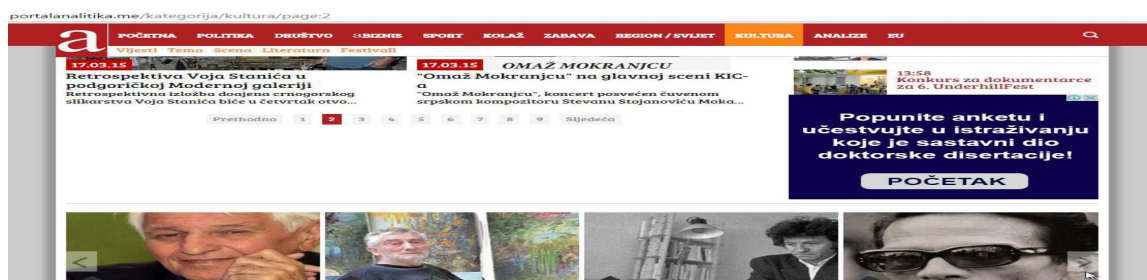 portalanalitika.me/kategorija/kultura/page:2
a POČETNA POLITIKA DRUŠTVO aBIZNIS SPORT KOLAŽ ZABAVA REGION / SVIJET KULTURA ANALIZE EU
Vijesti Tema Scena Literatura Festivali
17.03.15
Retrospektiva Voja Stanića u
podgoričkoj Modernoj galeriji
Retrospektivna izložba doajena crnogorskog
slikarstva Voja Stanića biće u četvrtak otvo...
17.03.15 OMAŽ MOKRANJCU
"Omaž Mokranjcu" na glavnoj sceni KIC-
a
"Omaž Mokranjcu", koncert posvećen čuvenom
srpskom kompozitoru Stevanu Stojanoviću Moka...
13:58
Konkurs za dokumentarce
za 6. UnderhillFest
Prethodna 1 2 3 4 5 6 7 8 9 Sljedeća
Popunite anketu i
učestvujte u istraživanju
koje je sastavni dio
doktorske disertacije!
POČETAK